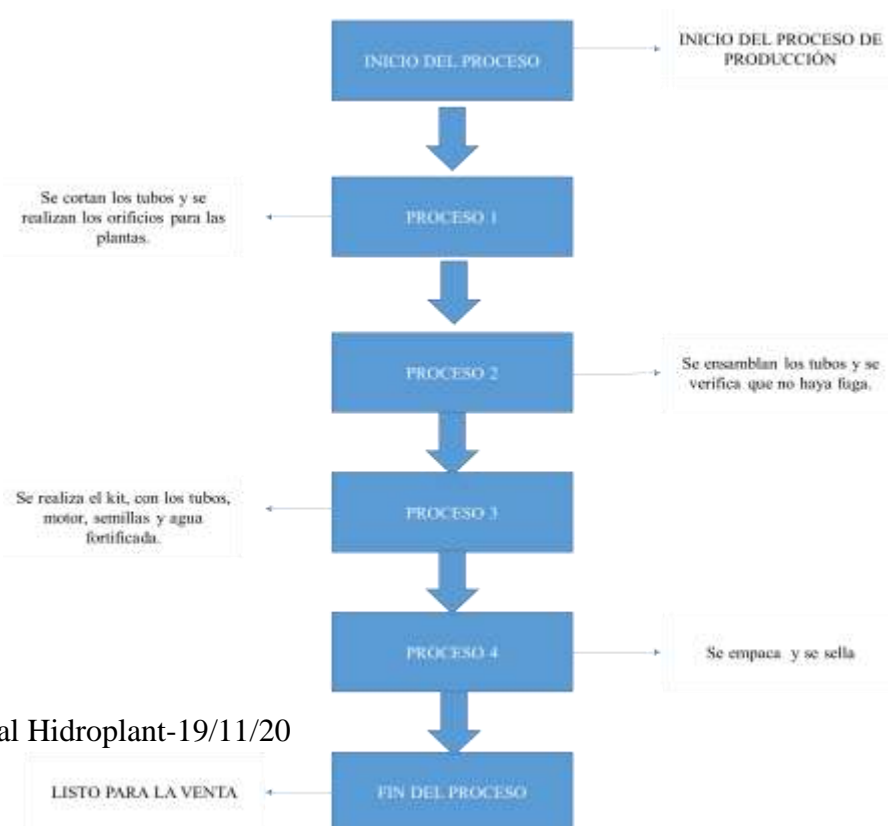 INICIO DEL PROCESO
INICIO DEL PROCESO DE
PRODUCCIÓN
PROCESO 1
Se cortan los tubos y se
realizan los orificios para las
plantas.
PROCESO 2
Se ensamblan los tubos y se
verifica que no haya fuga.
PROCESO 3
Se realiza el kit, con los tubos,
motor, semillas y agua
fortificada.
PROCESO 4
Se empaca y se sella
al Hidroplant-19/11/20
FIN DEL PROCESO
LISTO PARA LA VENTA